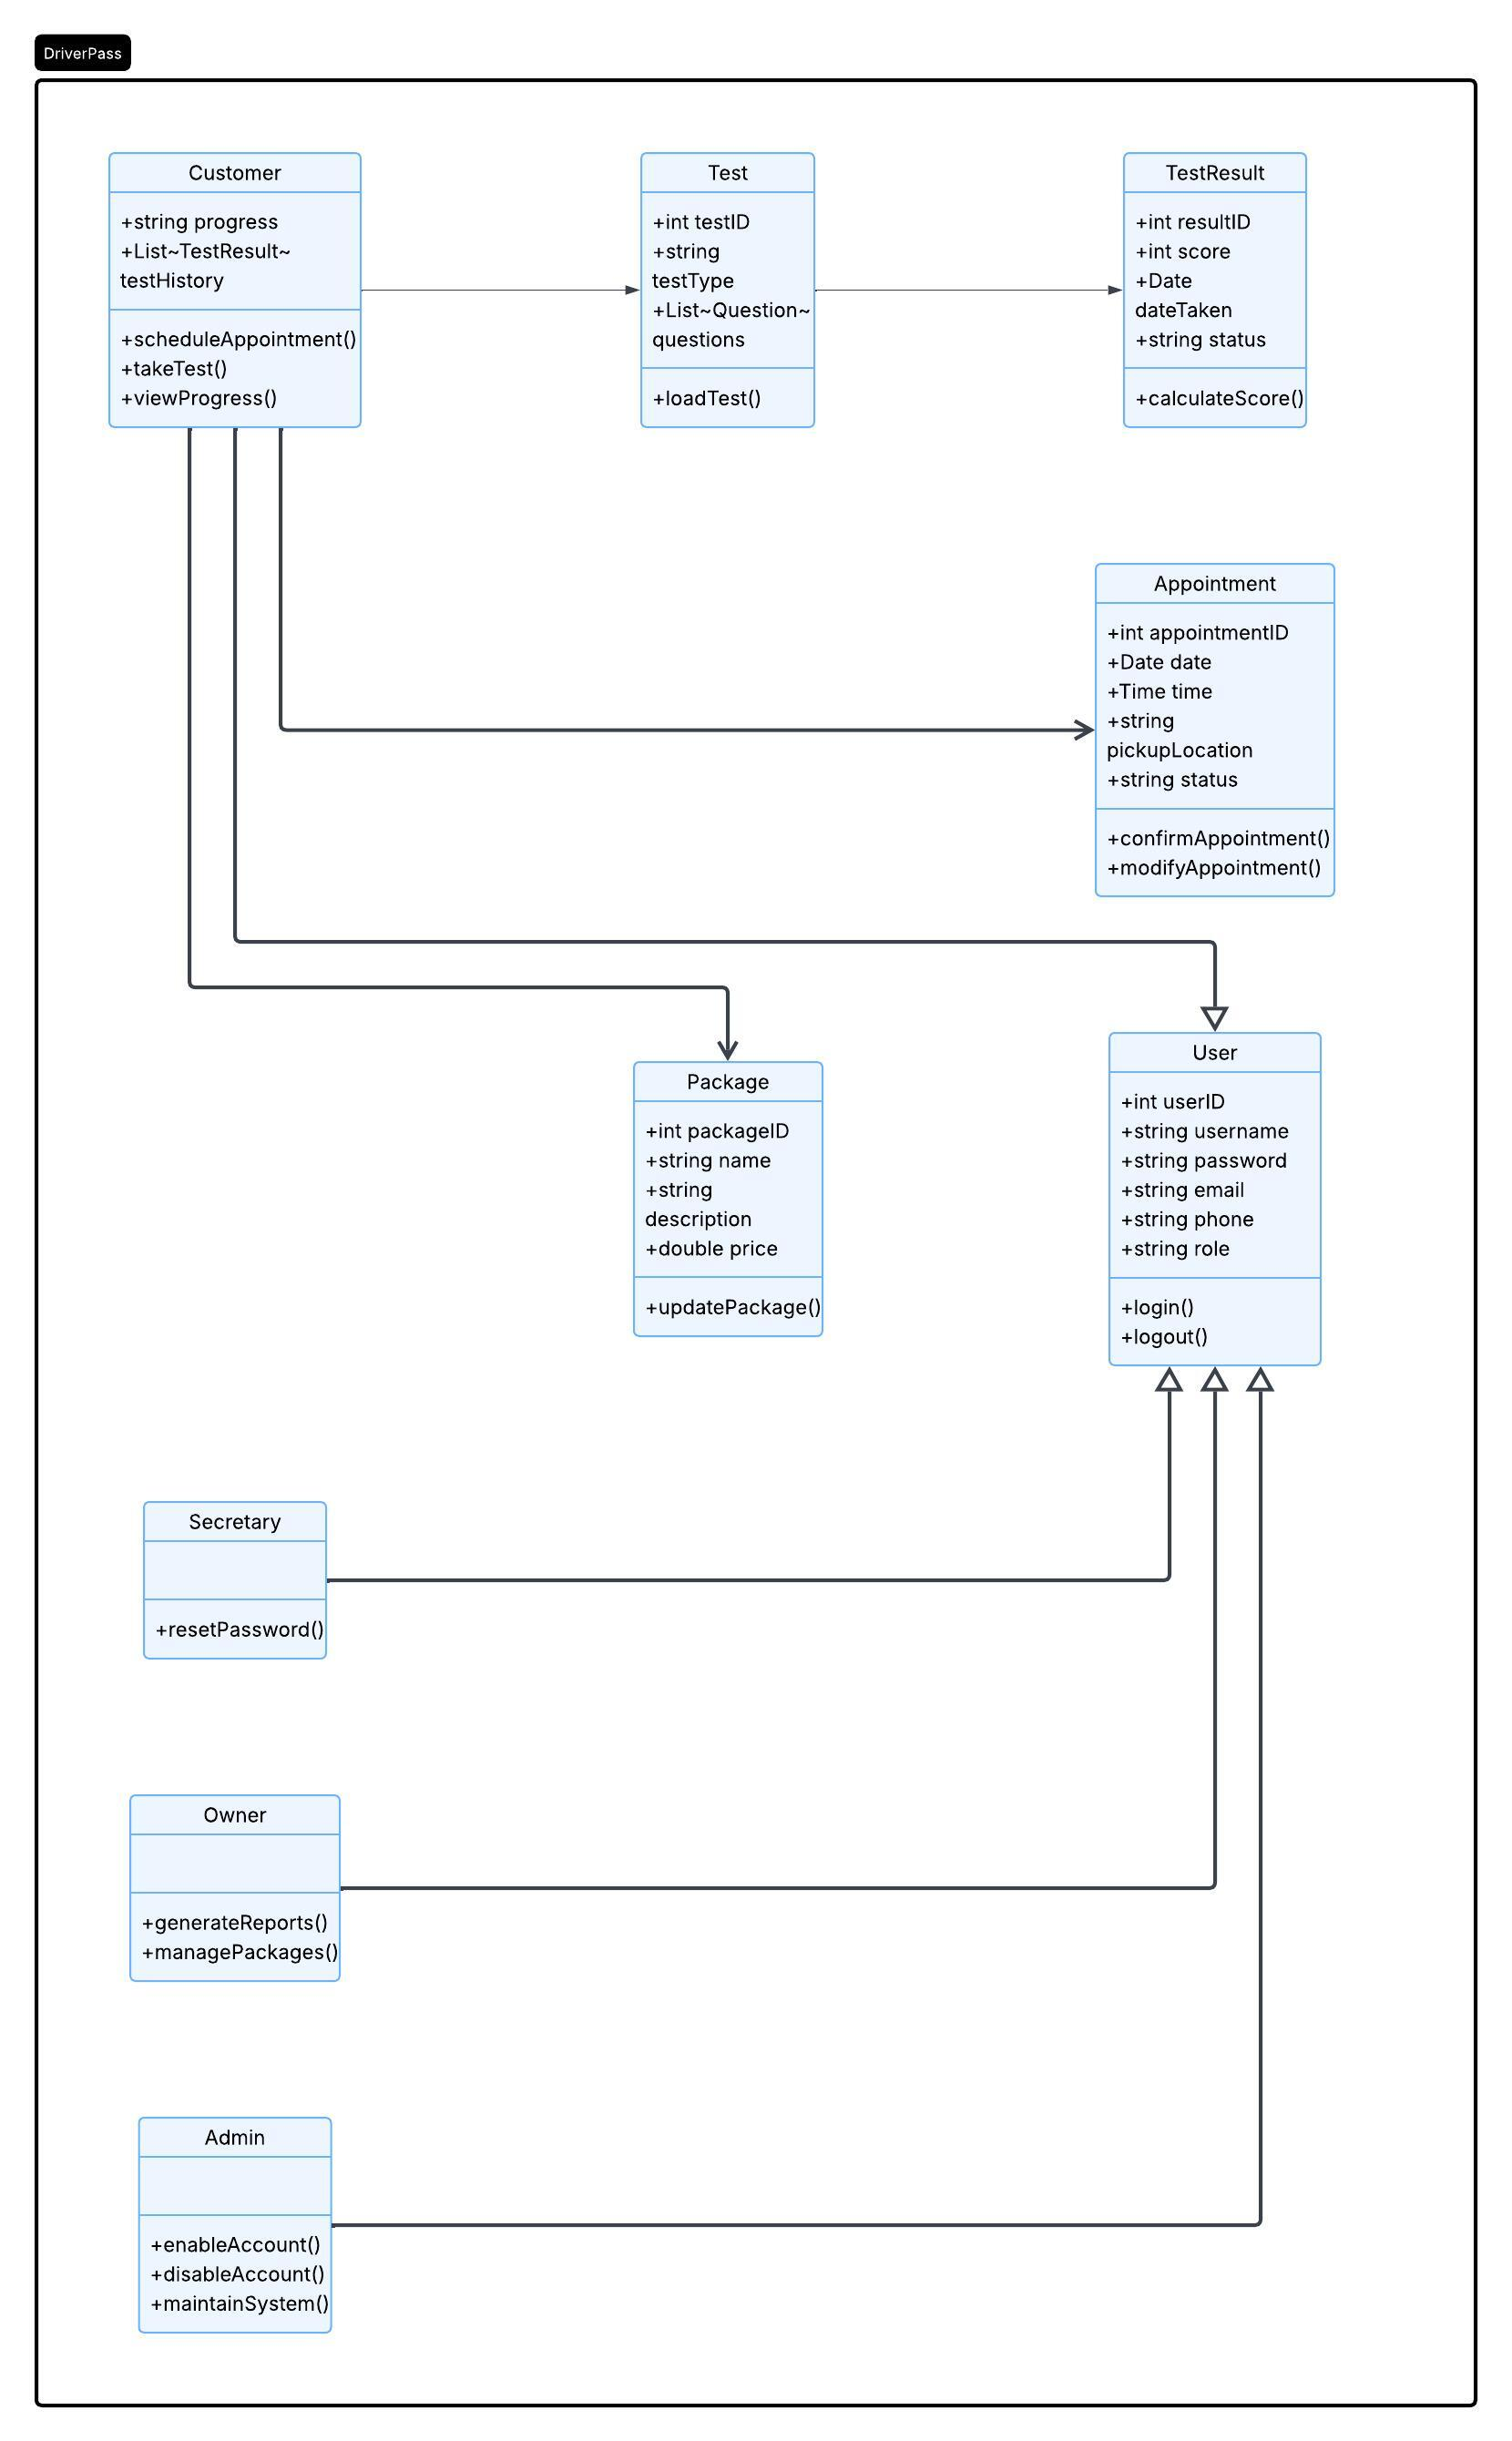 DriverPass
Customer
+string progress
+List~TestResult~
testHistory
+scheduleAppointment()
+takeTest()
+viewProgress()
Test
+int testID
+string
testType
+List~Question~
questions
+loadTest()
TestResult
+int resultID
+int score
+Date
dateTaken
+string status
+calculateScore()
Appointment
+int appointmentID
+Date date
+Time time
+string
pickupLocation
+string status
+confirmAppointment()
+modifyAppointment()
Package
+int packageID
+string name
+string
description
+double price
+updatePackage()
User
+int userID
+string username
+string password
+string email
+string phone
+string role
+login()
+logout()
Secretary
+resetPassword()
Owner
+generateReports()
+managePackages()
Admin
+enableAccount()
+disableAccount()
+maintainSystem()